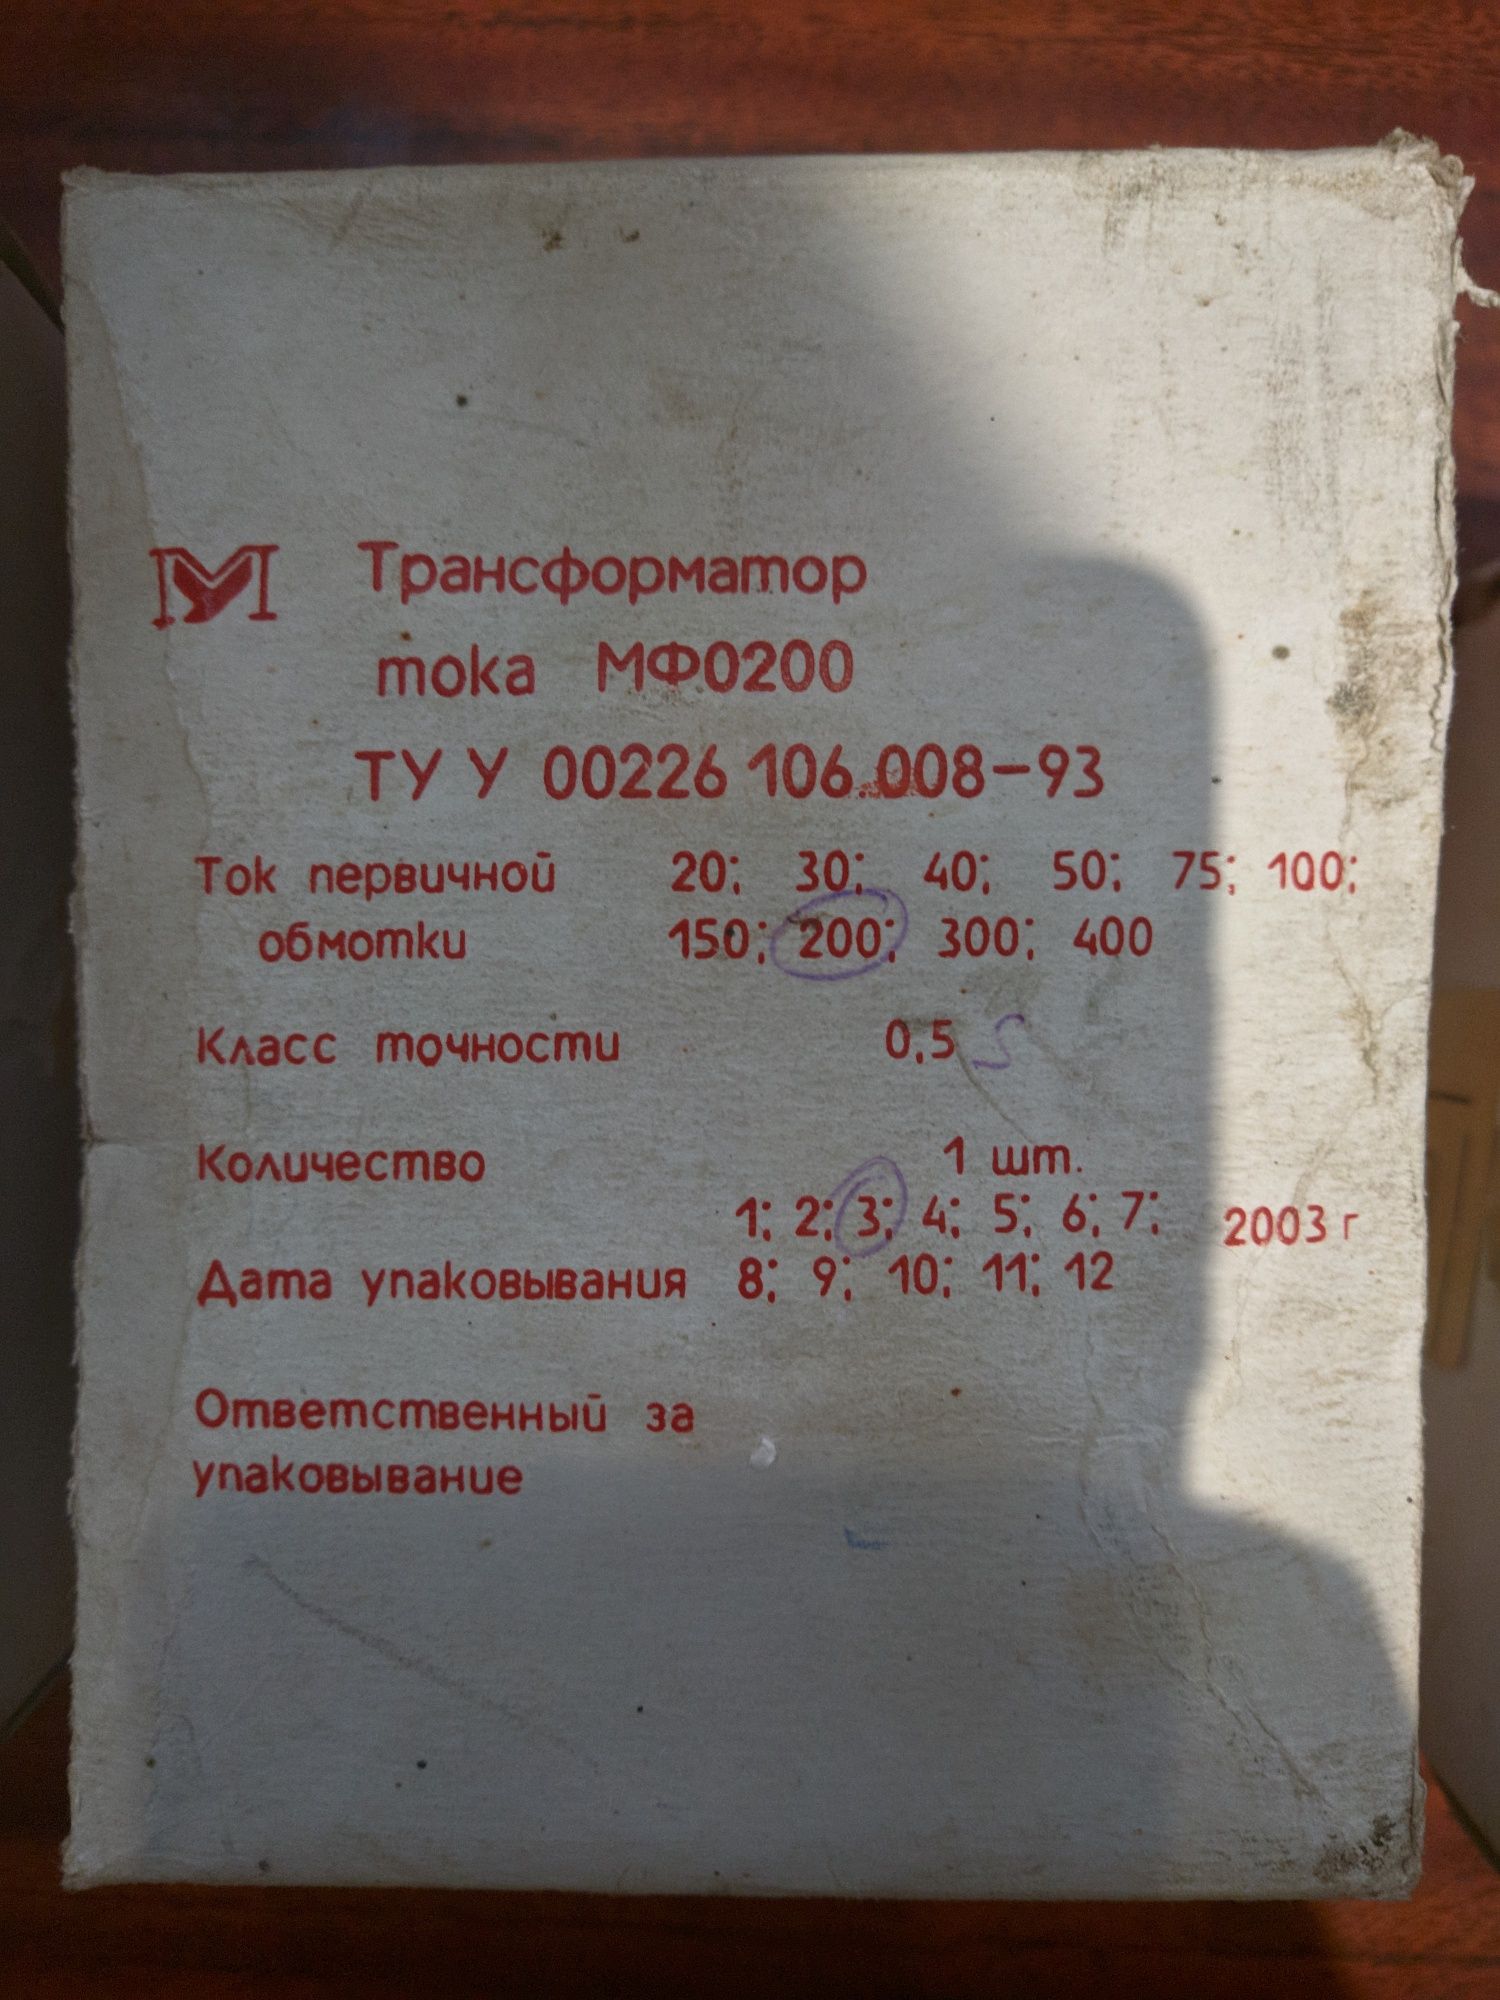 Трансформатор
тока МФ0200
ТУ У 00226 106.008-93
Ток первичной 20; 30; 40; 50; 75; 100;
обмотки 150; 200; 300; 400
Класс точности 0,5 S
Количество 1 шт.
1; 2; 3; 4; 5; 6; 7; 2003 г
Дата упаковывания 8; 9; 10; 11; 12
Ответственный за
упаковывание